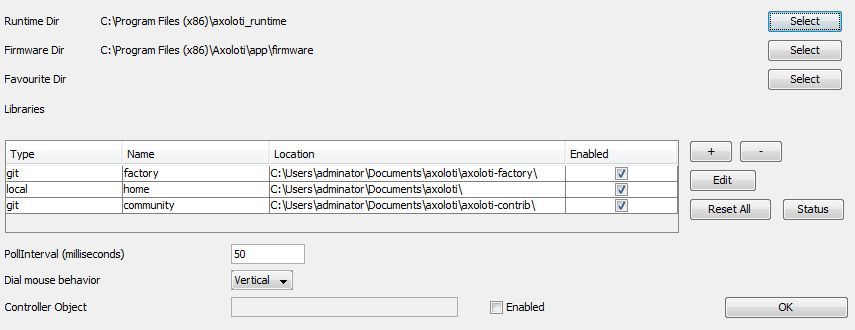 Runtime Dir C:\Program Files (x86)\axoloti_runtime Select
Firmware Dir C:\Program Files (x86)\Axoloti\app\firmware Select
Favourite Dir Select
Libraries
Type Name Location Enabled + -
git factory C:\Users\adminator\Documents\axoloti\axoloti-factory\ Edit
local home C:\Users\adminator\Documents\axoloti\
git community C:\Users\adminator\Documents\axoloti\axoloti-contrib\ Reset All Status
PollInterval (milliseconds) 50
Dial mouse behavior Vertical
Controller Object Enabled OK